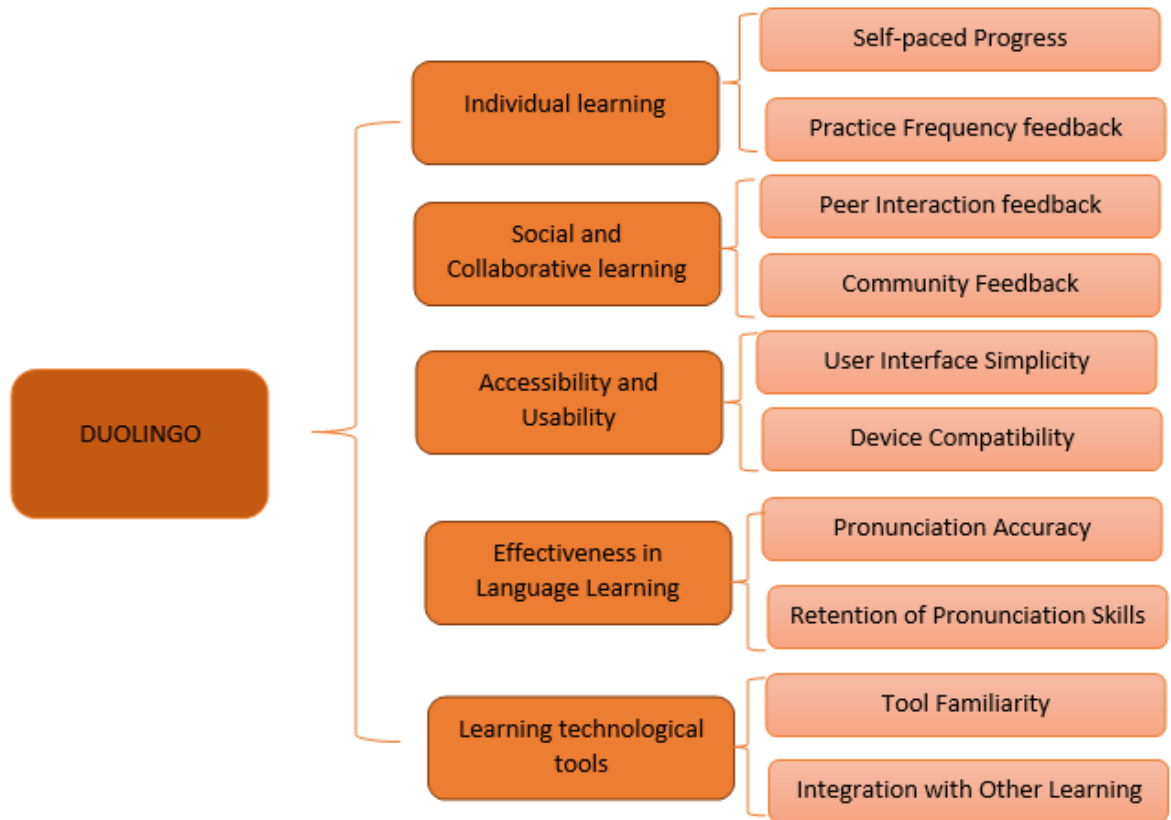 DUOLINGO
Individual learning
Self-paced Progress
Practice Frequency feedback
Social and
Collaborative learning
Peer Interaction feedback
Community Feedback
Accessibility and
Usability
User Interface Simplicity
Device Compatibility
Effectiveness in
Language Learning
Pronunciation Accuracy
Retention of Pronunciation Skills
Learning technological
tools
Tool Familiarity
Integration with Other Learning